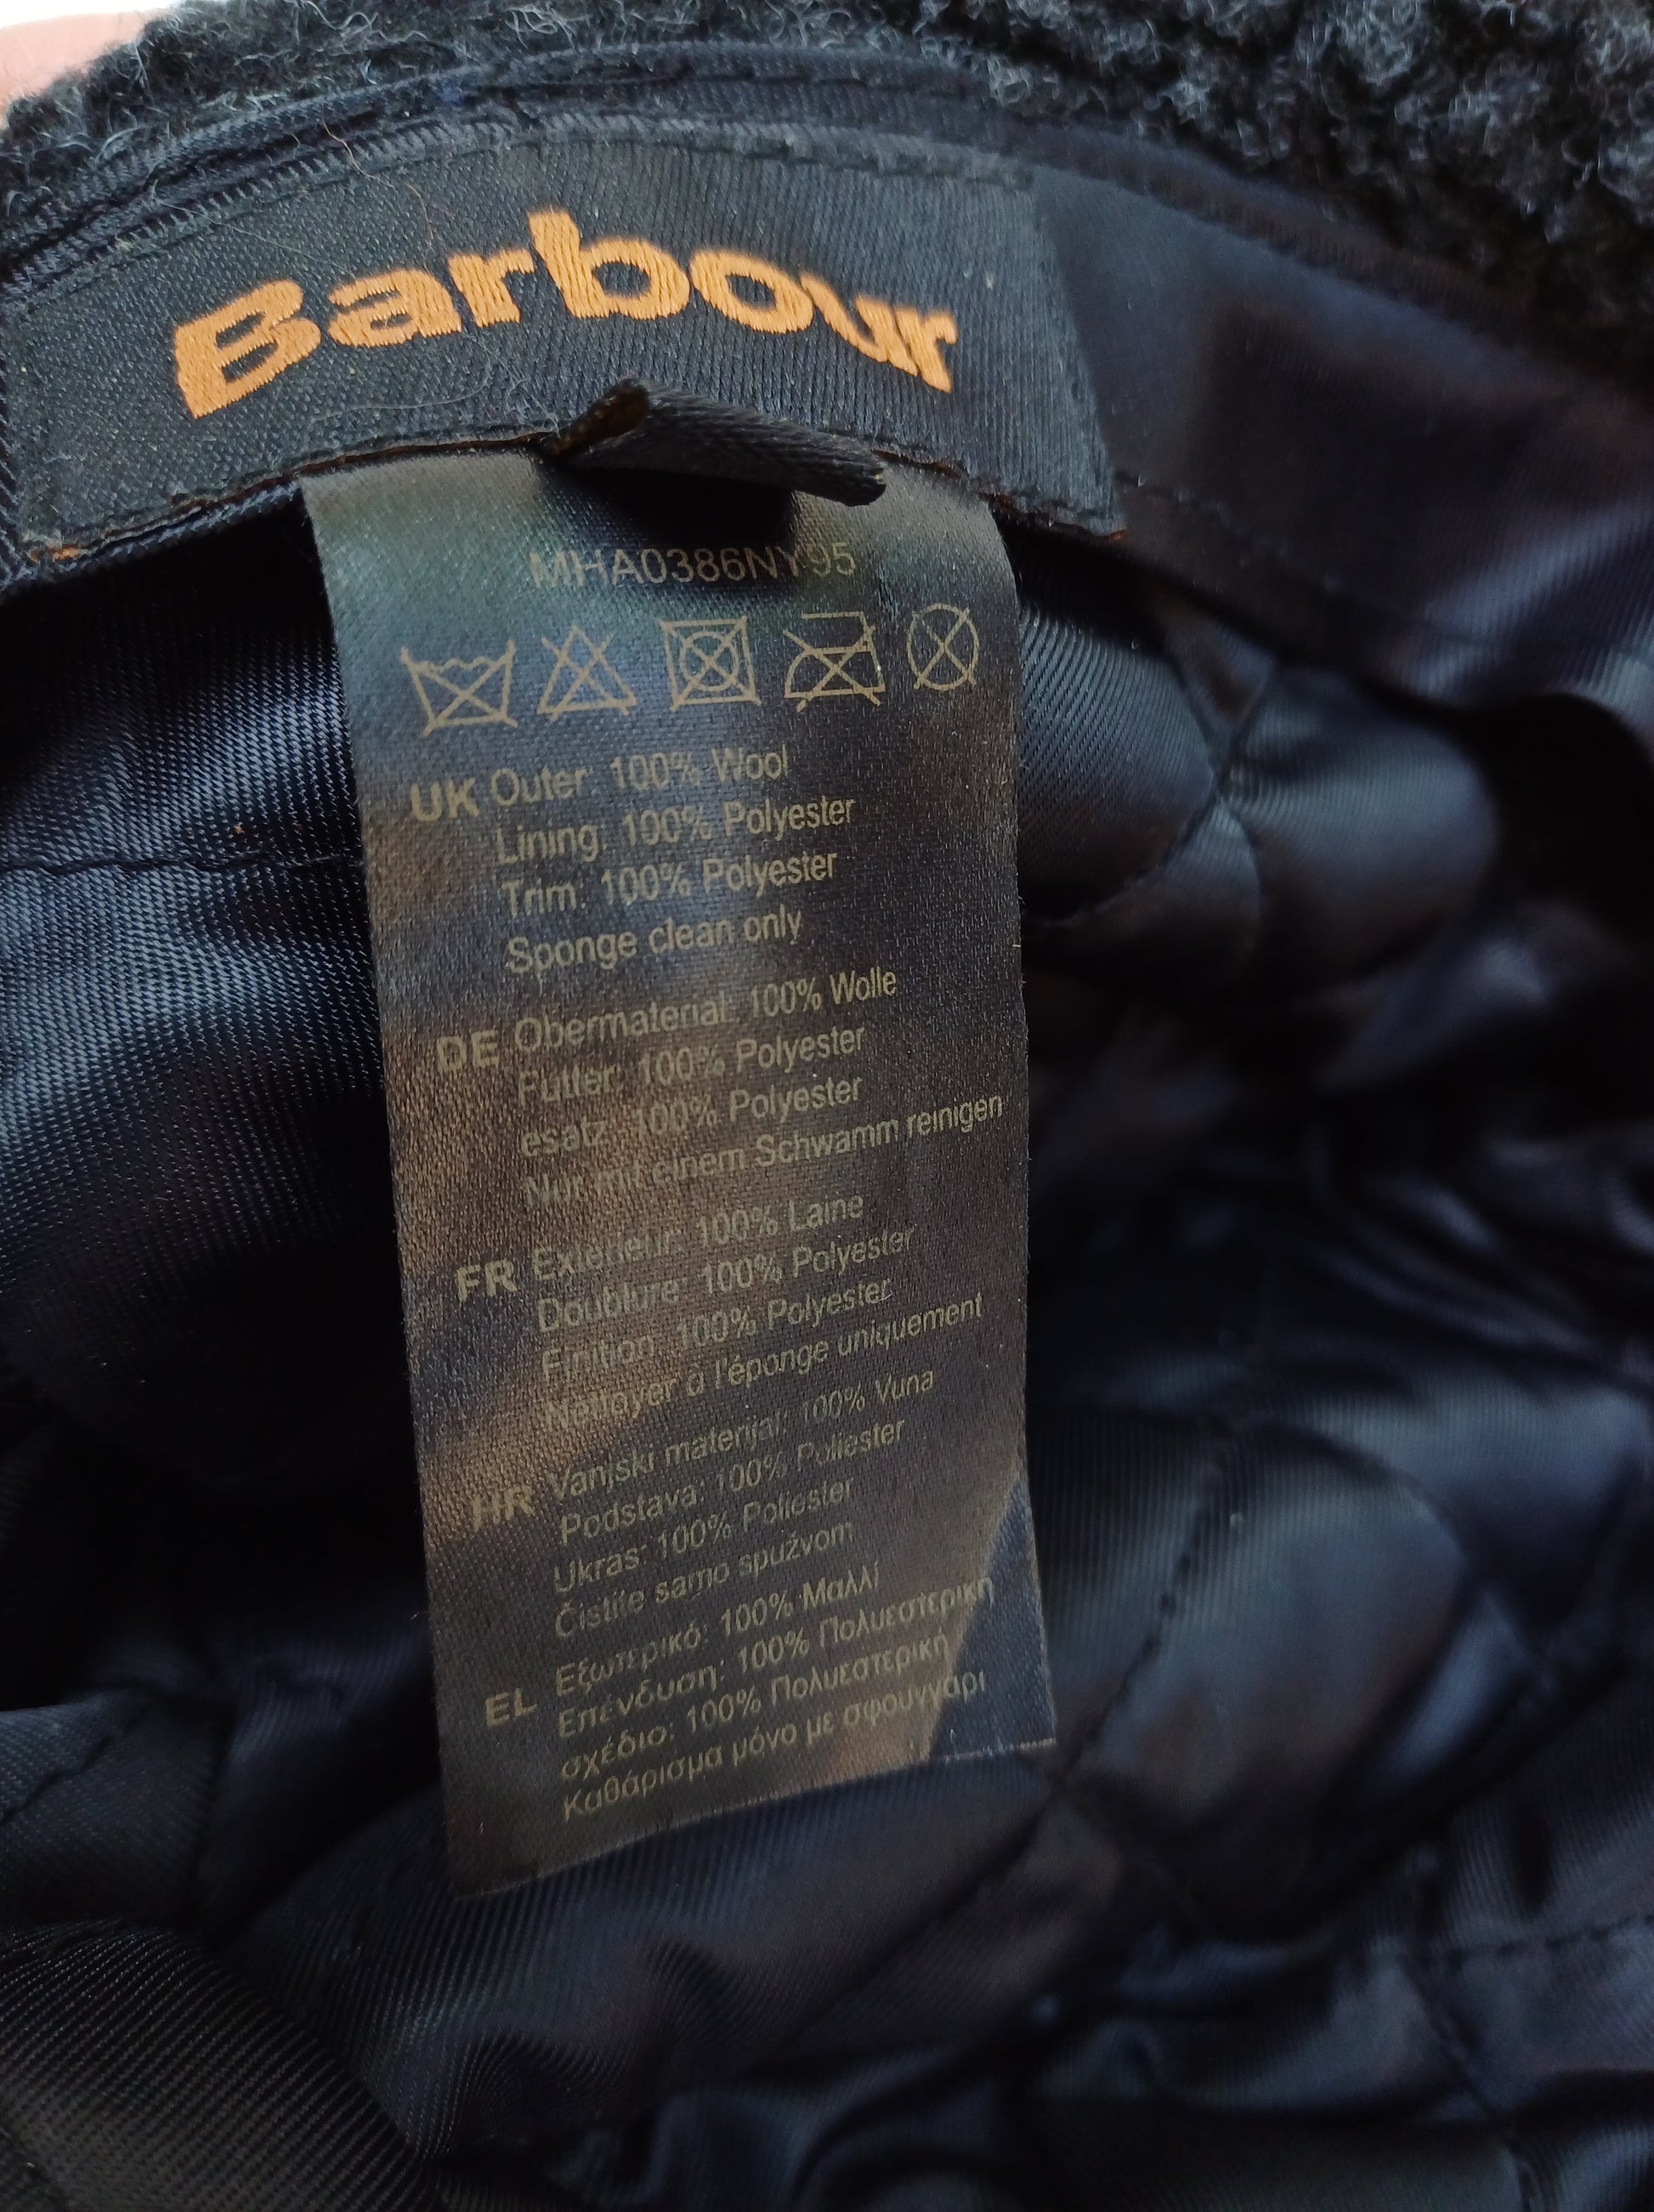 Barbour
MHA0386NY95
UK Outer: 100% Wool
Lining: 100% Polyester
Trim: 100% Polyester
Sponge clean only
DE Obermaterial: 100% Wolle
Futter: 100% Polyester
esatz: 100% Polyester
Nur mit einem Schwamm reinigen
FR Extérieur: 100% Laine
Doublure: 100% Polyester
Finition: 100% Polyester
Nettoyer à l'éponge uniquement
HR Vanjski materijal: 100% Vuna
Podstava: 100% Poliester
Ukras: 100% Poliester
Čistite samo spužvom
EL Εξωτερικό: 100% Μαλλί
Επένδυση: 100% Πολυεστερική
σχέδιο: 100% Πολυεστερική
Καθάρισμα μόνο με σφουγγάρι